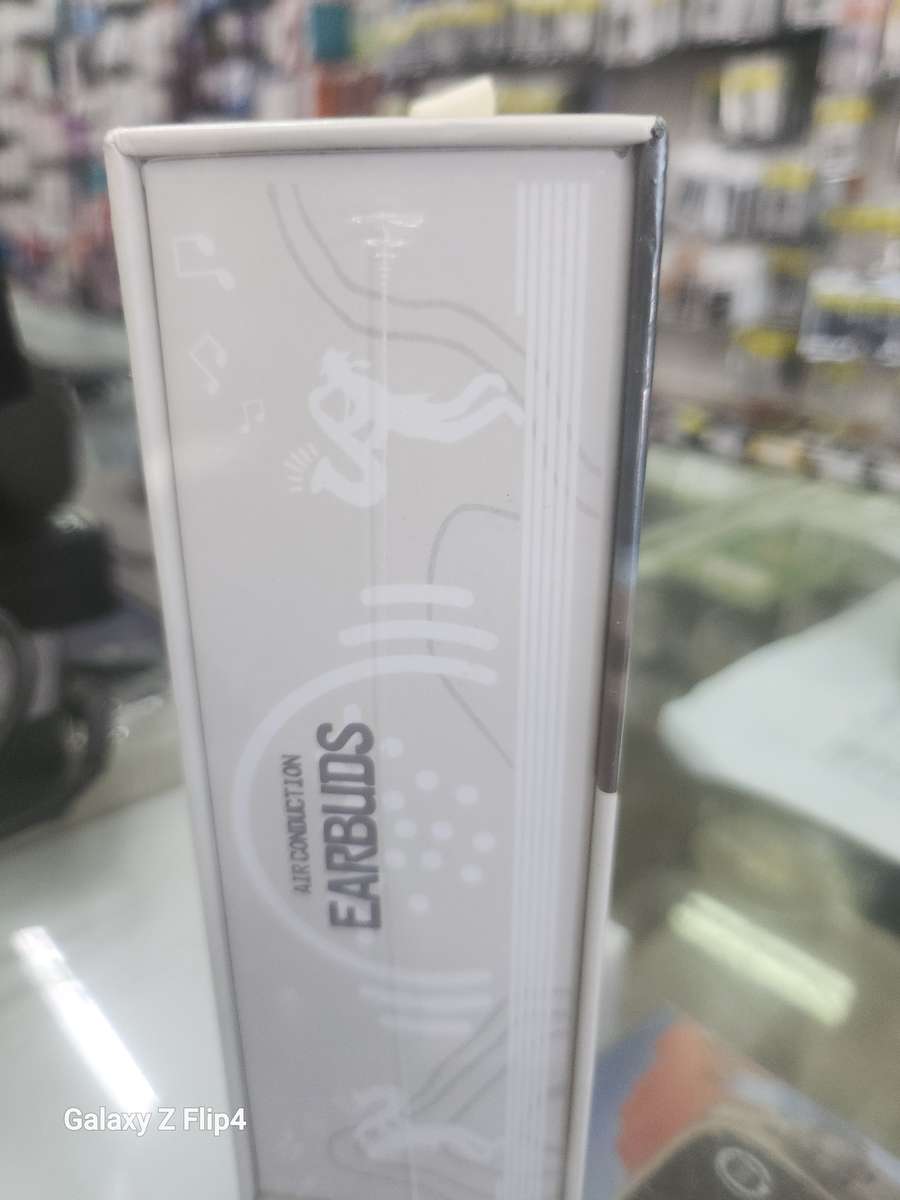 AIR CONDUCTION
EARBUDS
Galaxy Z Flip4